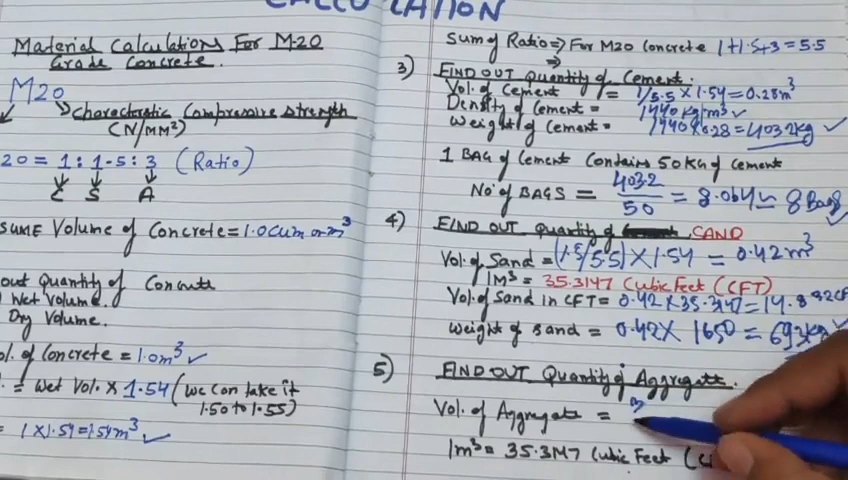 CALCULATION
Material Calculation For M20
Grade Concrete.
M20
Characteristic Compressive strength
(N/MM²)
20 = 1 : 1.5 : 3 (Ratio)
C S A
SUME Volume of Concrete = 1.0 cum or m³
out Quantity of Concrete
Wet Volume.
Dry Volume.
ol. of Concrete = 1.0m³ ✓
= Wet Vol. × 1.54 (we can take it
1.50 to 1.55)
= 1 × 1.54 = 1.54m³ ✓
Sum of Ratio => For M20 Concrete 1+1.5+3 = 5.5
3) FIND OUT Quantity of Cement.
Vol. of Cement = 1/5.5 × 1.54 = 0.28m³
Density of Cement = 1440 kg/m³ ✓
Weight of Cement = 1440 × 0.28 = 403.2kg ✓
1 BAG of Cement Contains 50KG of Cement
No of BAGS = 403.2/50 = 8.064 ≃ 8 Bags
4) FIND OUT Quantity of SAND
Vol. of Sand = (1.5/5.5) × 1.54 = 0.42m³
1M³ = 35.3147 Cubic Feet (CFT)
Vol. of Sand in CFT = 0.42 × 35.3147 = 14.832CF
Weight of Sand = 0.42 × 1650 = 693kg ✓
5) FIND OUT Quantity of Aggregate.
Vol. of Aggregate =
1m³ = 35.3147 Cubic Feet (C